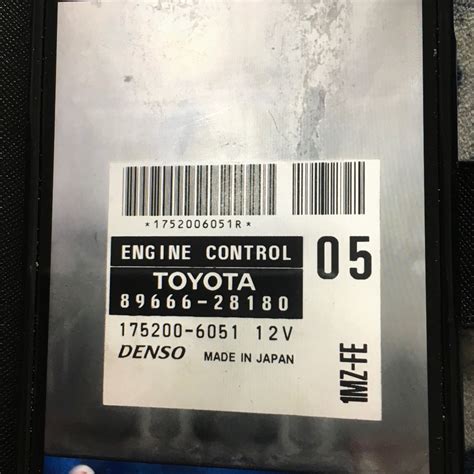 *1752006051R*
ENGINE CONTROL
05
TOYOTA
89666-28180
175200-6051 12V
DENSO MADE IN JAPAN
1MZ-FE